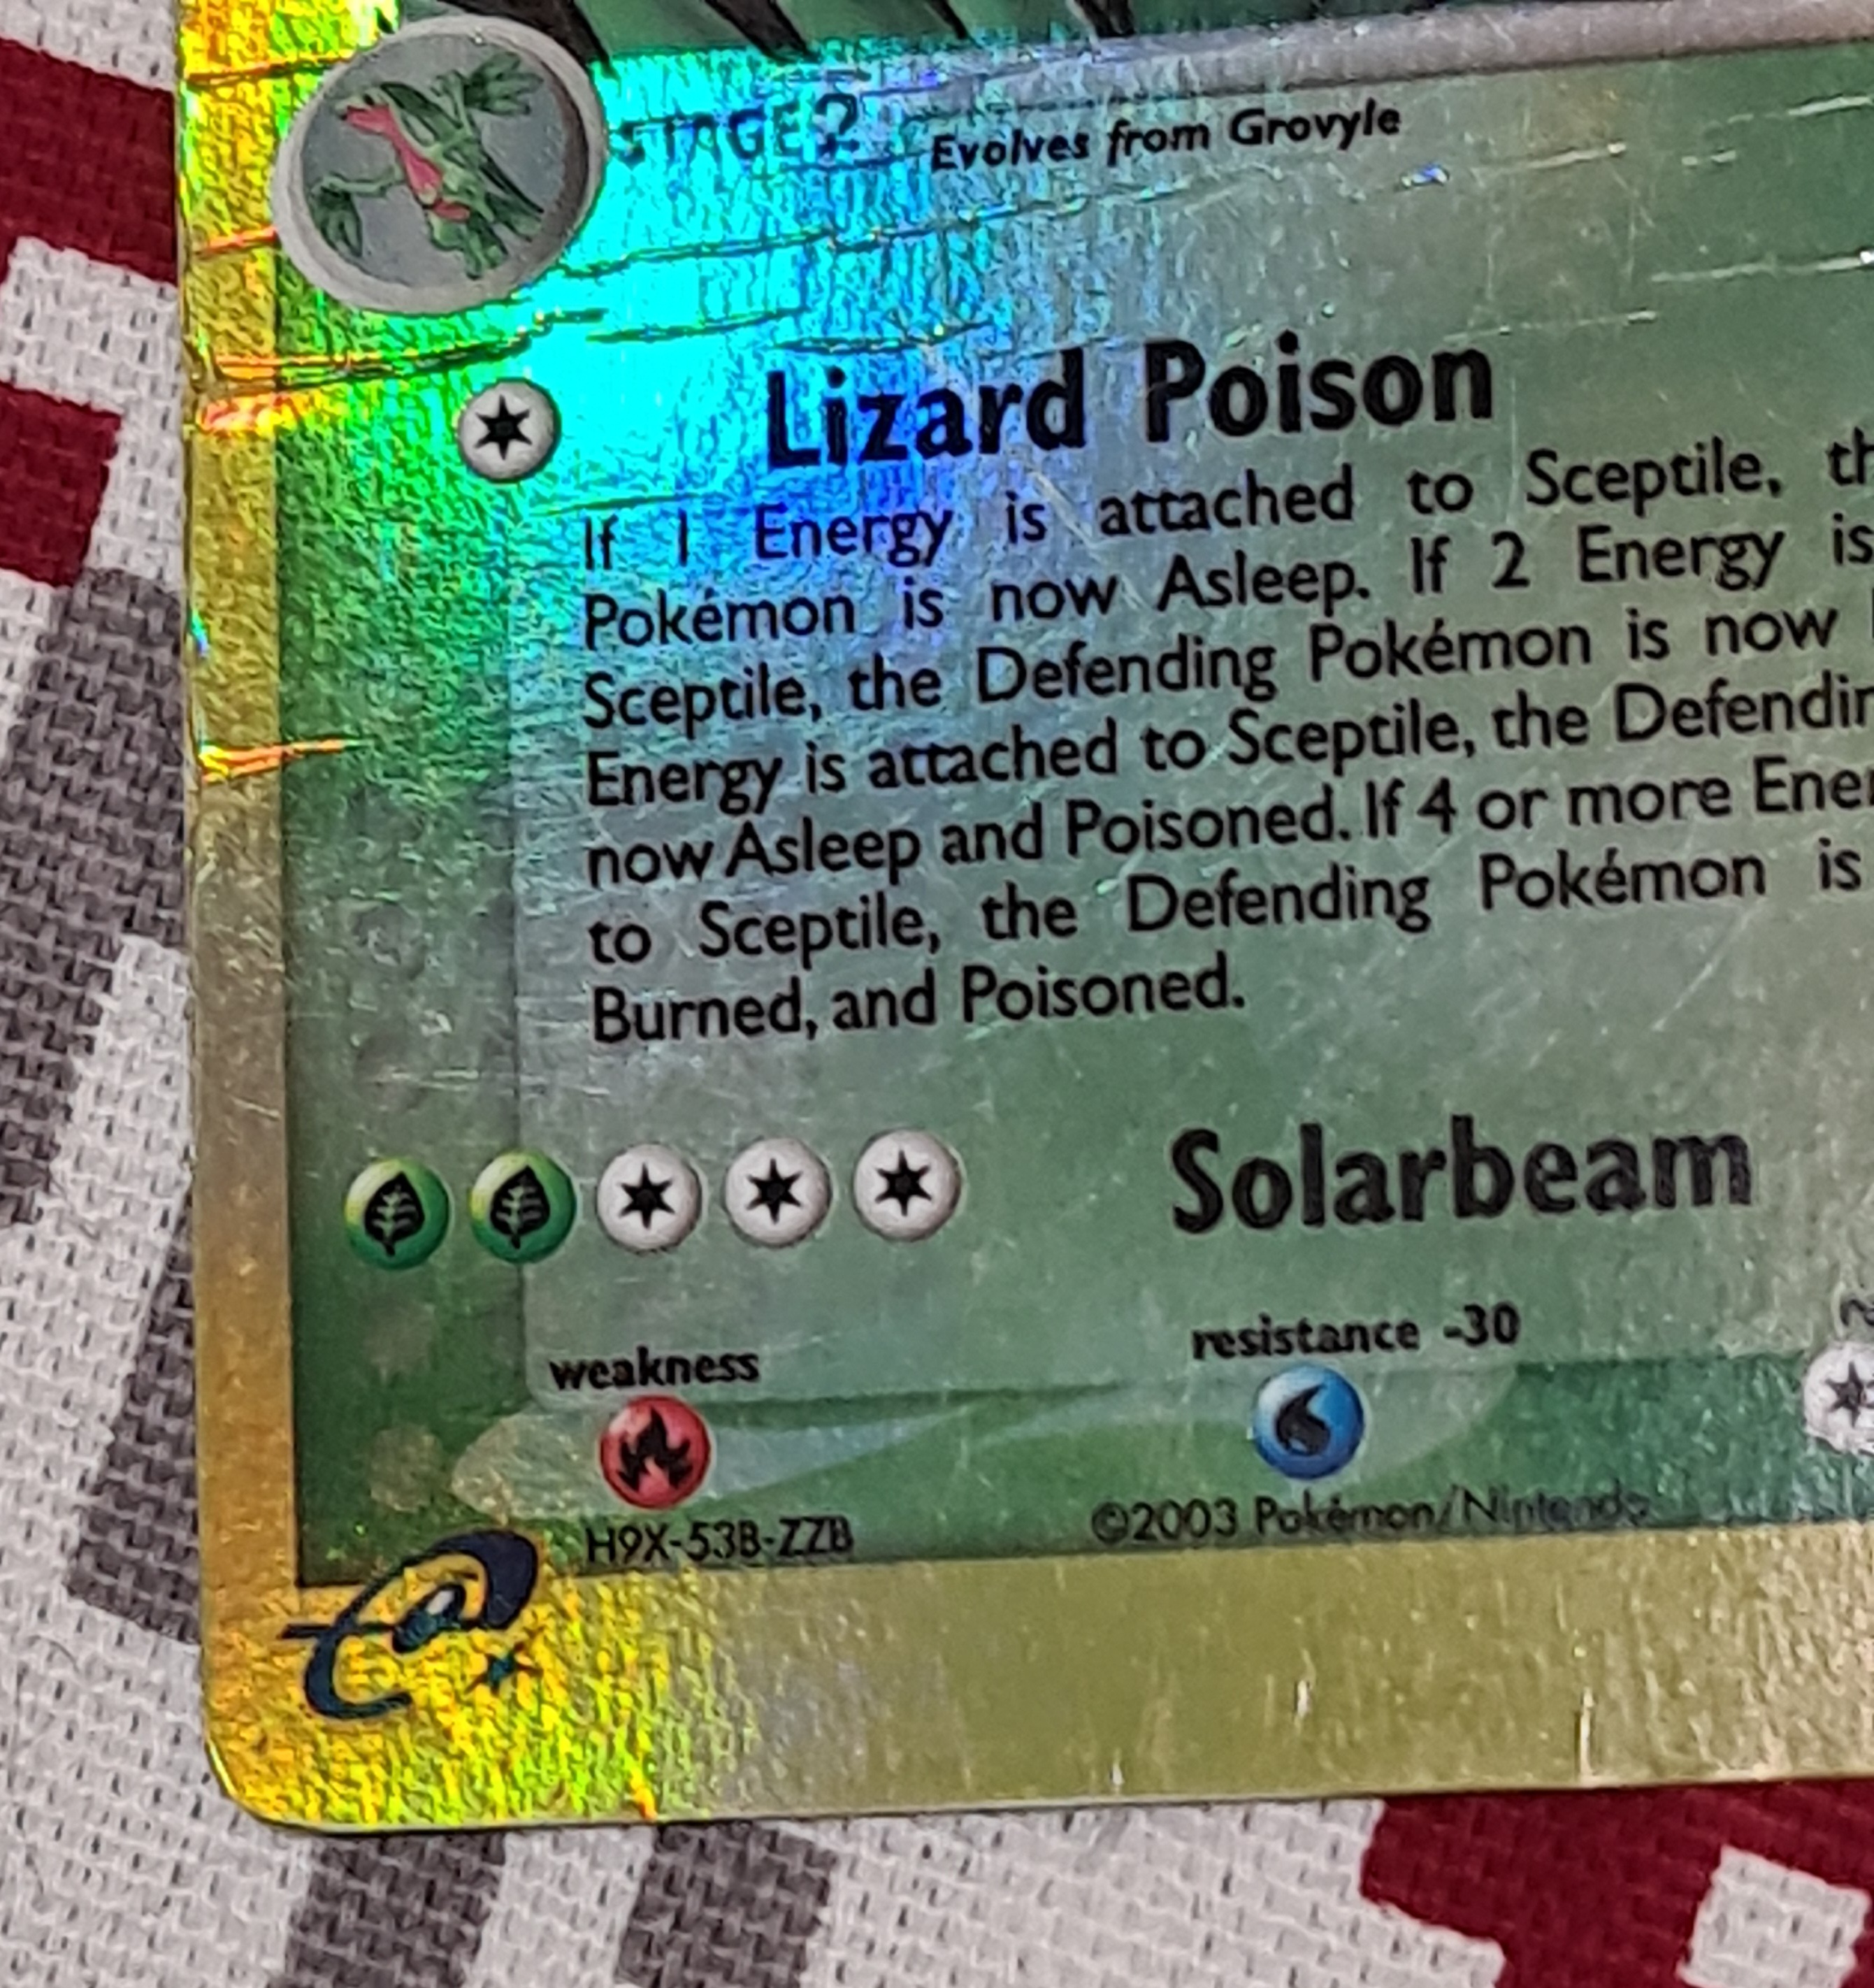 STAGE 2 Evolves from Grovyle
Lizard Poison
If 1 Energy is attached to Sceptile,
Pokémon is now Asleep. If 2 Energy is
Sceptile, the Defending Pokémon is now
Energy is attached to Sceptile, the
now Asleep and Poisoned. If 4 or more
to Sceptile, the Defending Pokémon is
Burned, and Poisoned.
Solarbeam
weakness
resistance -30
H9X-53B-ZZB
©2003 Pokémon/Nintendo